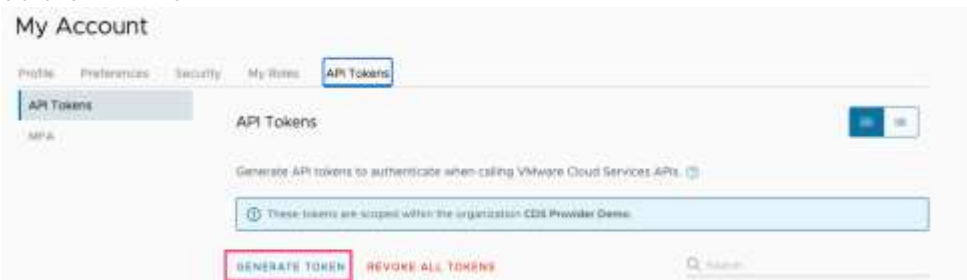 My Account
Profile Preferences Security My Roles API Tokens
API Tokens
MFA
API Tokens
Generate API tokens to authenticate when calling VMware Cloud Services APIs.
These tokens are scoped within the organization CDS Provider Demo.
GENERATE TOKEN REVOKE ALL TOKENS
Search